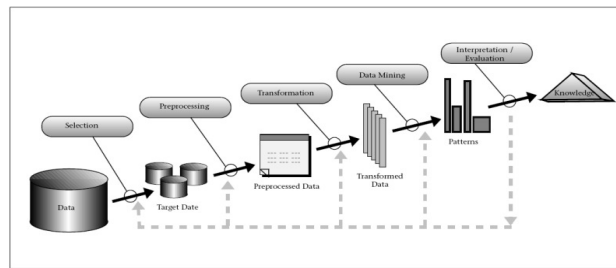 Interpretation /
Evaluation
Data Mining
Transformation
Preprocessing
Selection
Knowledge
Patterns
Transformed
Data
Preprocessed Data
Target Date
Data